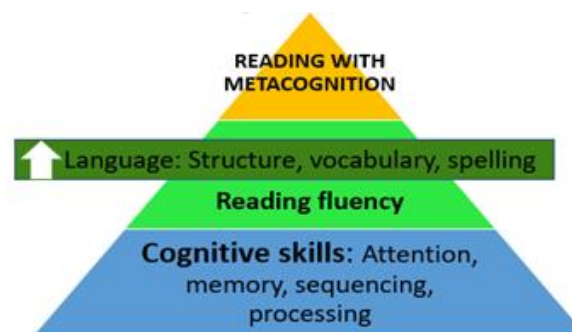 READING WITH
METACOGNITION
Language: Structure, vocabulary, spelling
Reading fluency
Cognitive skills: Attention,
memory, sequencing,
processing